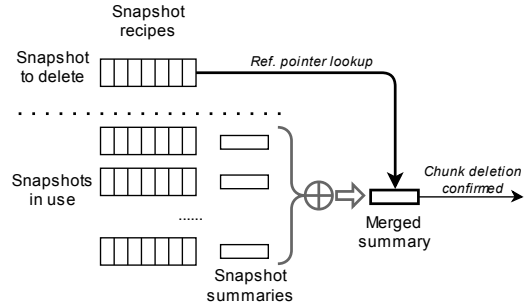 Snapshot
recipes
Snapshot
to delete
Ref. pointer lookup
Snapshots
in use
......
Chunk deletion
confirmed
Merged
summary
Snapshot
summaries